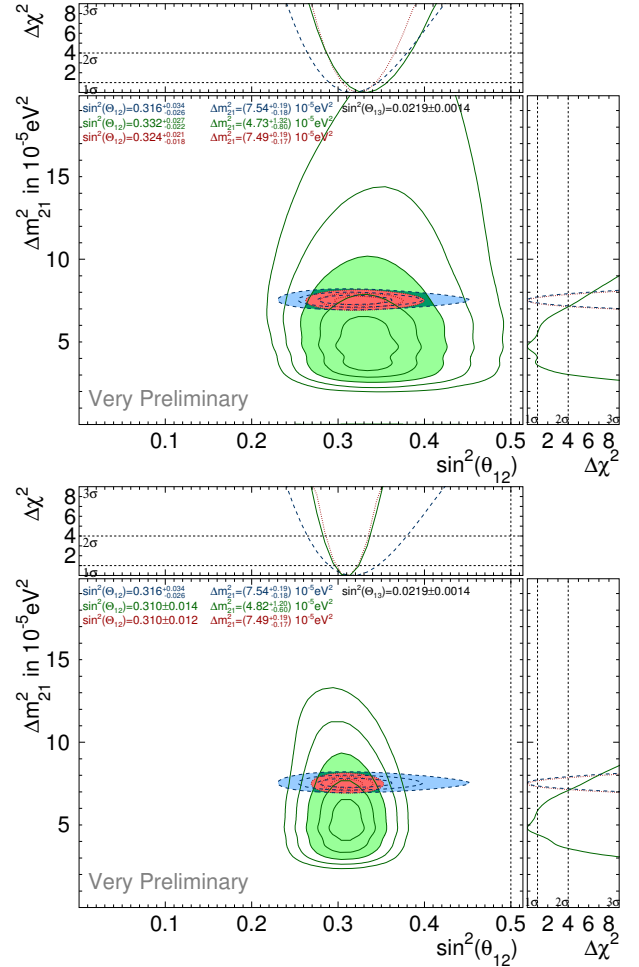 Δχ²
8
6
4
2
3σ
2σ
1σ
sin²(Θ₁₂)=0.316 +0.034 -0.026 Δm²₂₁=(7.54 +0.19 -0.18) 10⁻⁵eV² sin²(Θ₁₃)=0.0219±0.0014
sin²(Θ₁₂)=0.332 +0.027 -0.022 Δm²₂₁=(4.73 +1.32 -0.80) 10⁻⁵eV²
sin²(Θ₁₂)=0.324 +0.021 -0.018 Δm²₂₁=(7.49 +0.19 -0.17) 10⁻⁵eV²
Δm²₂₁ in 10⁻⁵eV²
15
10
5
Very Preliminary
1σ 2σ 3σ
0.1 0.2 0.3 0.4 0.5 2 4 6 8
sin²(θ₁₂) Δχ²
Δχ²
8
6
4
2
3σ
2σ
1σ
sin²(Θ₁₂)=0.316 +0.034 -0.026 Δm²₂₁=(7.54 +0.19 -0.18) 10⁻⁵eV² sin²(Θ₁₃)=0.0219±0.0014
sin²(Θ₁₂)=0.310±0.014 Δm²₂₁=(4.82 +1.20 -0.60) 10⁻⁵eV²
sin²(Θ₁₂)=0.310±0.012 Δm²₂₁=(7.49 +0.19 -0.17) 10⁻⁵eV²
Δm²₂₁ in 10⁻⁵eV²
15
10
5
Very Preliminary
1σ 2σ 3σ
0.1 0.2 0.3 0.4 0.5 2 4 6 8
sin²(θ₁₂) Δχ²